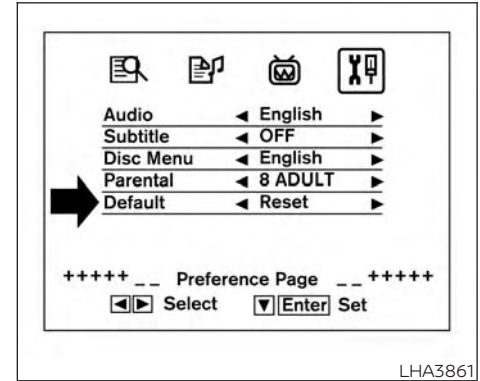 Audio ◀ English ▶
Subtitle ◀ OFF ▶
Disc Menu ◀ English ▶
Parental ◀ 8 ADULT ▶
Default ◀ Reset ▶
+++++ _ _ Preference Page _ _ +++++
◀ ▶ Select ▼ Enter Set
LHA3861